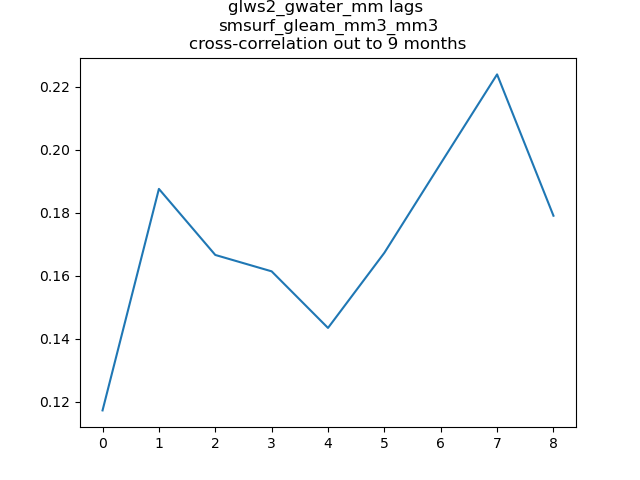 glws2_gwater_mm lags
smsurf_gleam_mm3_mm3
cross-correlation out to 9 months
0.22
0.20
0.18
0.16
0.14
0.12
0 1 2 3 4 5 6 7 8